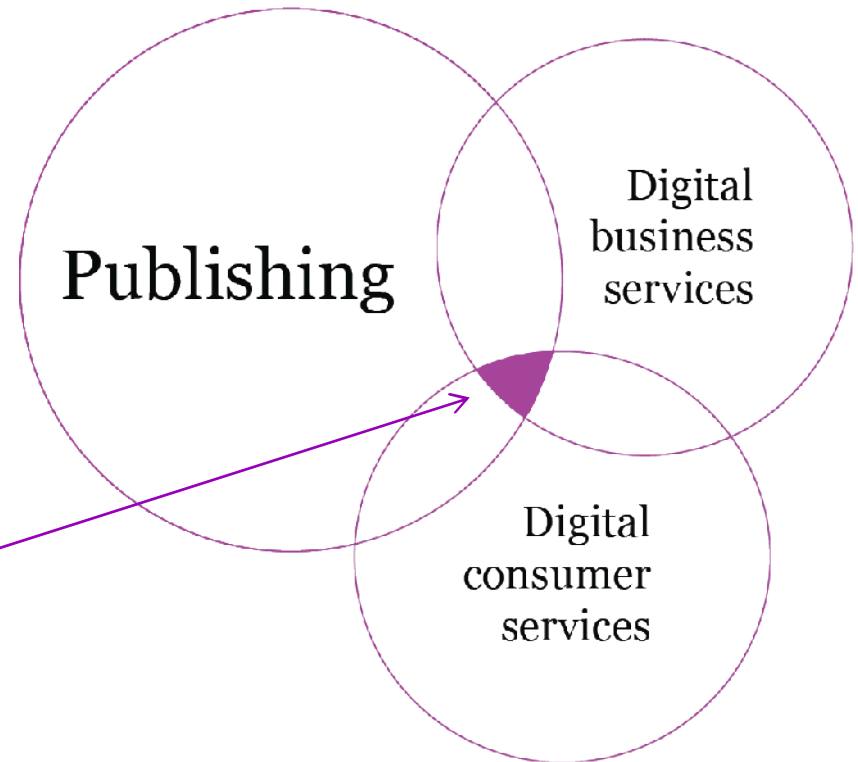 Publishing
Digital
business
services
Digital
consumer
services